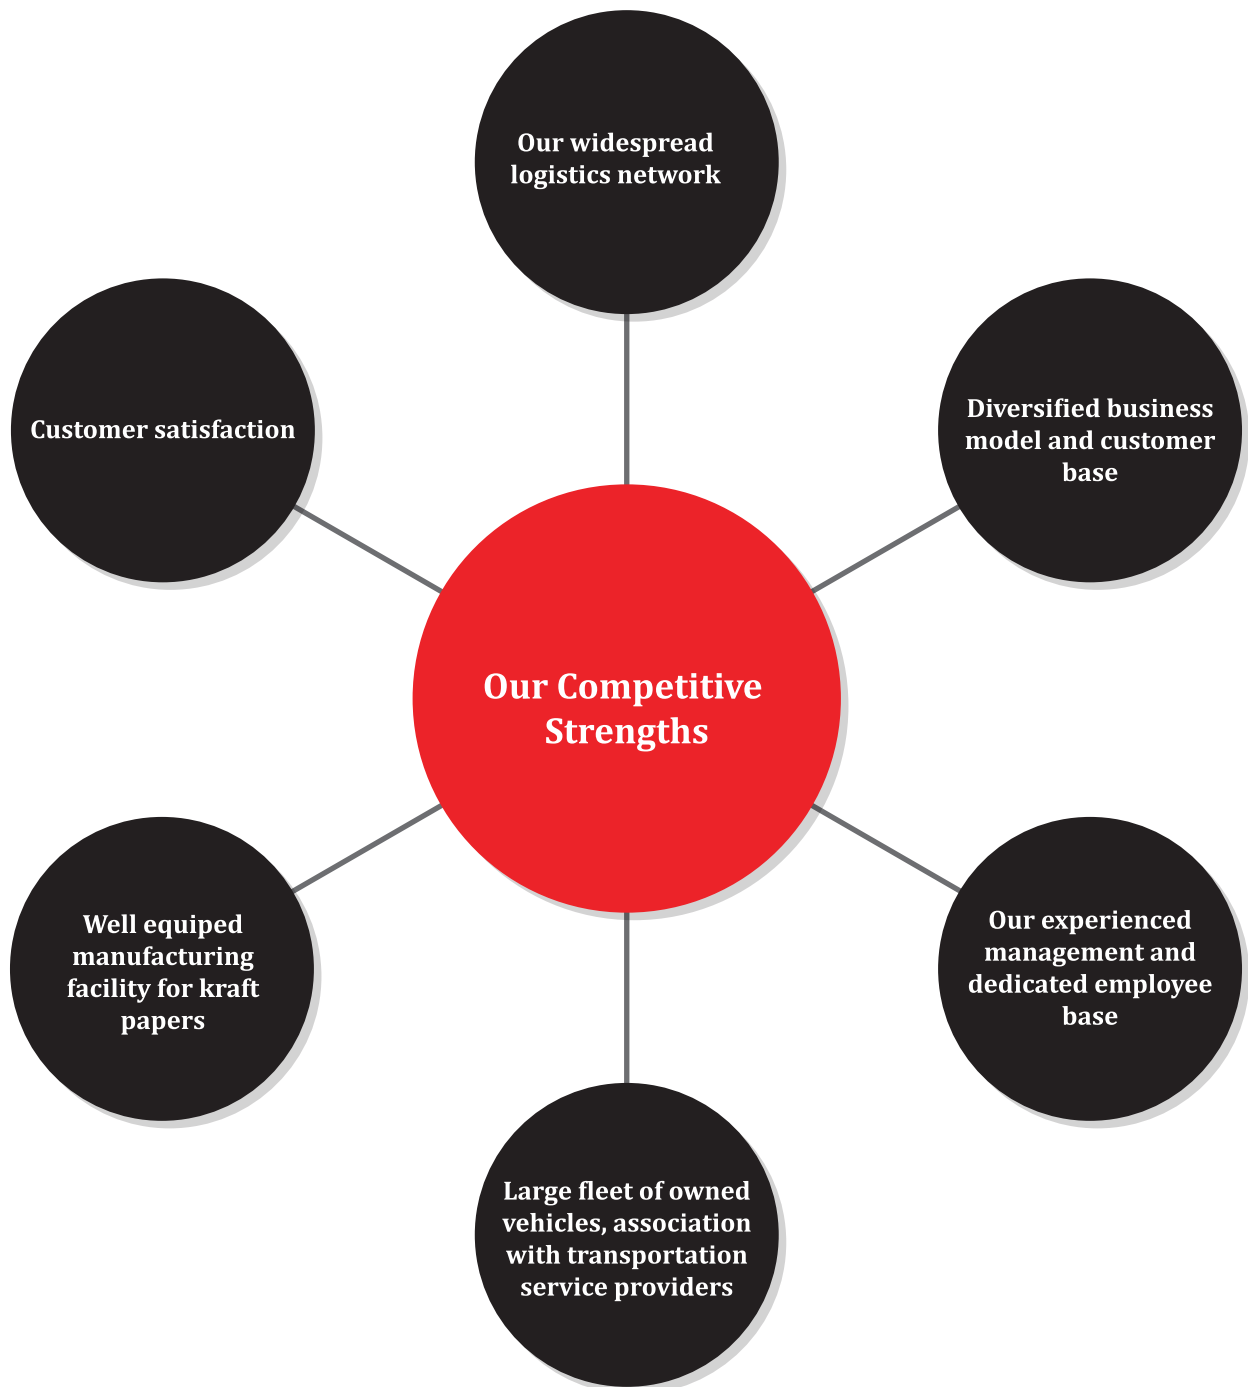 Our widespread
logistics network
Customer satisfaction
Diversified business
model and customer
base
Our Competitive
Strengths
Well equiped
manufacturing
facility for kraft
papers
Our experienced
management and
dedicated employee
base
Large fleet of owned
vehicles, association
with transportation
service providers